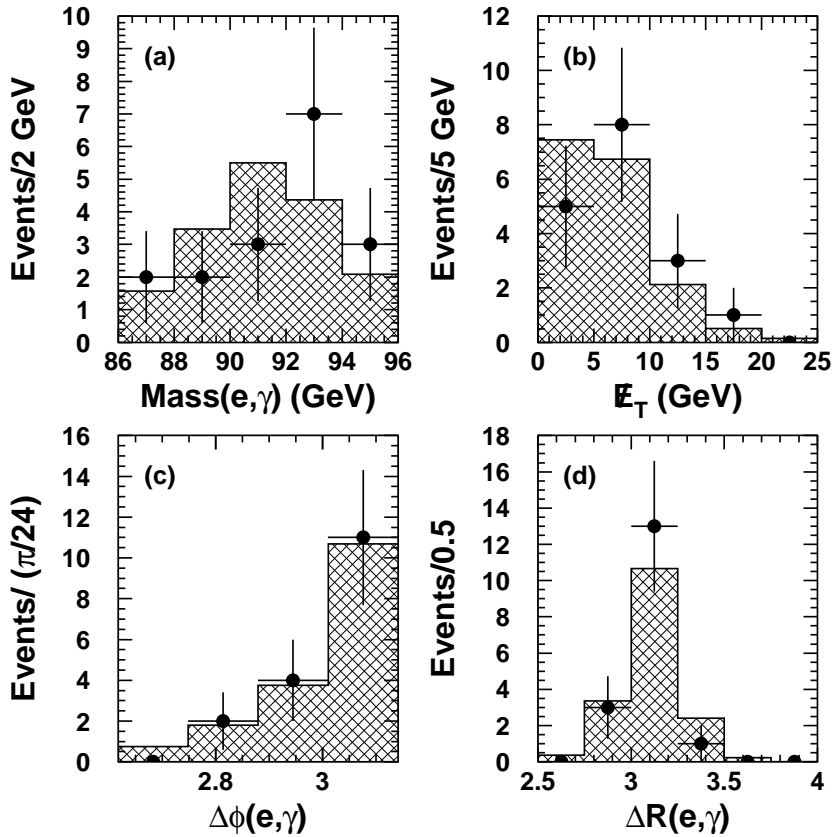 (a)
Events/2 GeV
10
9
8
7
6
5
4
3
2
1
0
86 88 90 92 94 96
Mass(e,γ) (GeV)
(b)
Events/5 GeV
12
10
8
6
4
2
0
0 5 10 15 20 25
E̸_T (GeV)
(c)
Events/ (π/24)
16
14
12
10
8
6
4
2
0
2.8 3
Δϕ(e,γ)
(d)
Events/0.5
18
16
14
12
10
8
6
4
2
0
2.5 3 3.5 4
ΔR(e,γ)